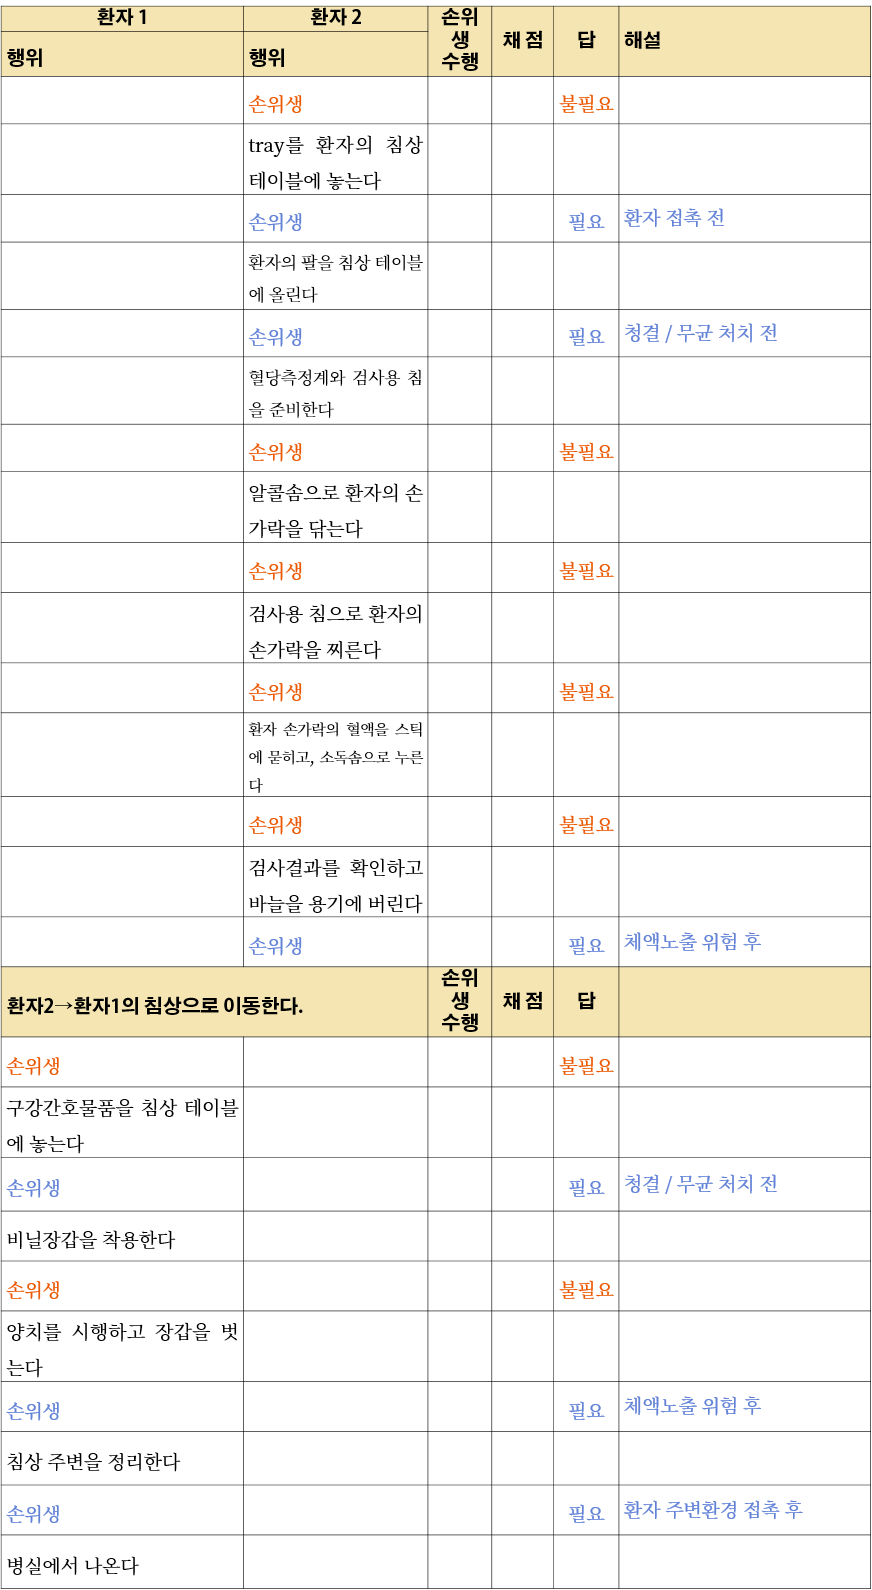 환자 1
환자 2
손위
생
수행
채 점
답
해설
행위
행위
손위생
불필요
tray를 환자의 침상
테이블에 놓는다
손위생
필요
환자 접촉 전
환자의 팔을 침상 테이블
에 올린다
손위생
필요
청결 / 무균 처치 전
혈당측정계와 검사용 침
을 준비한다
손위생
불필요
알콜솜으로 환자의 손
가락을 닦는다
손위생
불필요
검사용 침으로 환자의
손가락을 찌른다
손위생
불필요
환자 손가락의 혈액을 스틱
에 묻히고, 소독솜으로 누른
다
손위생
불필요
검사결과를 확인하고
바늘을 용기에 버린다
손위생
필요
체액노출 위험 후
환자2→환자1의 침상으로 이동한다.
손위
생
수행
채 점
답
손위생
불필요
구강간호물품을 침상 테이블
에 놓는다
손위생
필요
청결 / 무균 처치 전
비닐장갑을 착용한다
손위생
불필요
양치를 시행하고 장갑을 벗
는다
손위생
필요
체액노출 위험 후
침상 주변을 정리한다
손위생
필요
환자 주변환경 접촉 후
병실에서 나온다